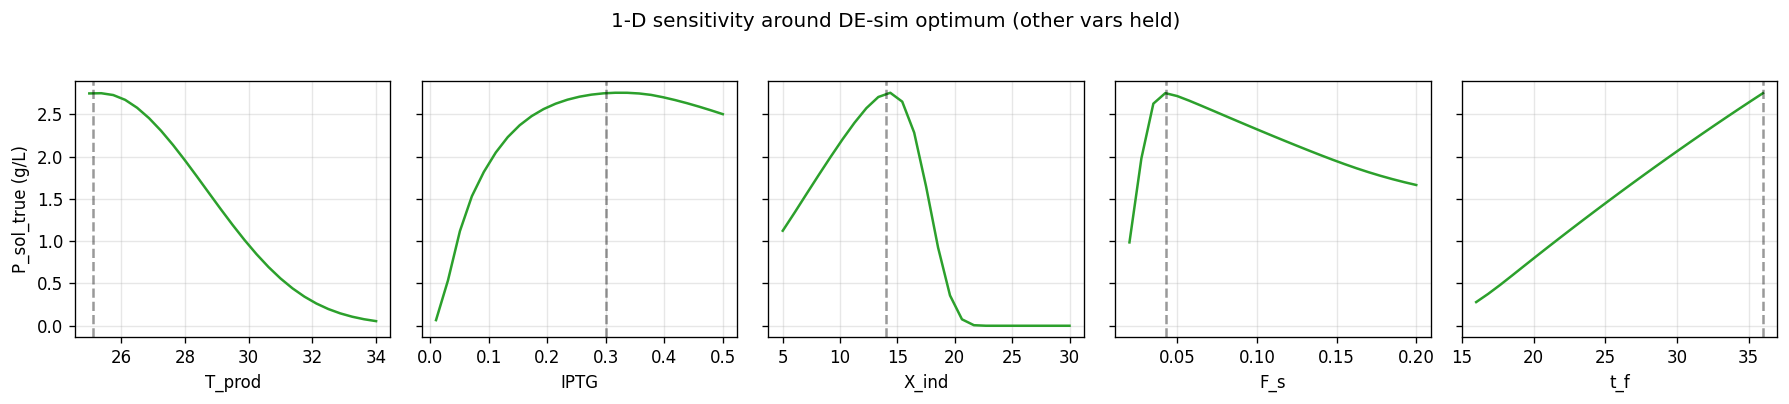 1-D sensitivity around DE-sim optimum (other vars held)
P_sol_true (g/L)
2.5
2.0
1.5
1.0
0.5
0.0
26 28 30 32 34
T_prod
0.0 0.1 0.2 0.3 0.4 0.5
IPTG
5 10 15 20 25 30
X_ind
0.05 0.10 0.15 0.20
F_s
15 20 25 30 35
t_f